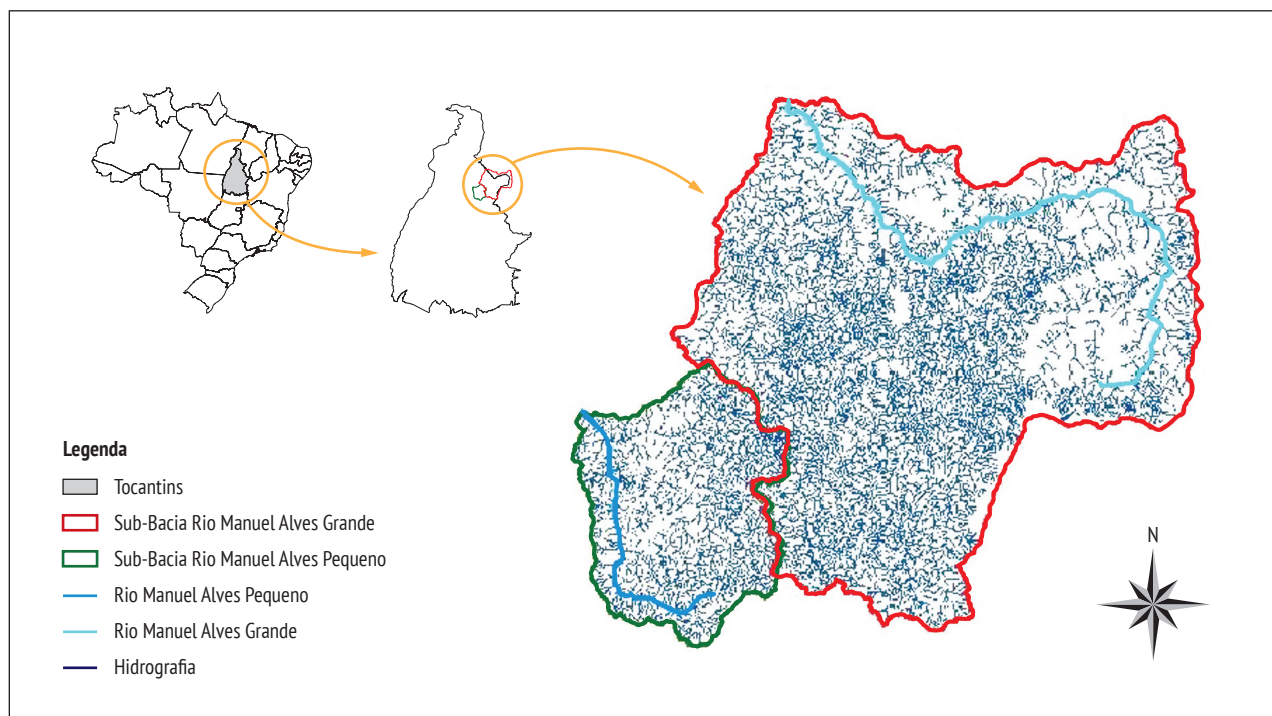 Legenda
Tocantins
Sub-Bacia Rio Manuel Alves Grande
Sub-Bacia Rio Manuel Alves Pequeno
Rio Manuel Alves Pequeno
Rio Manuel Alves Grande
Hidrografia
N